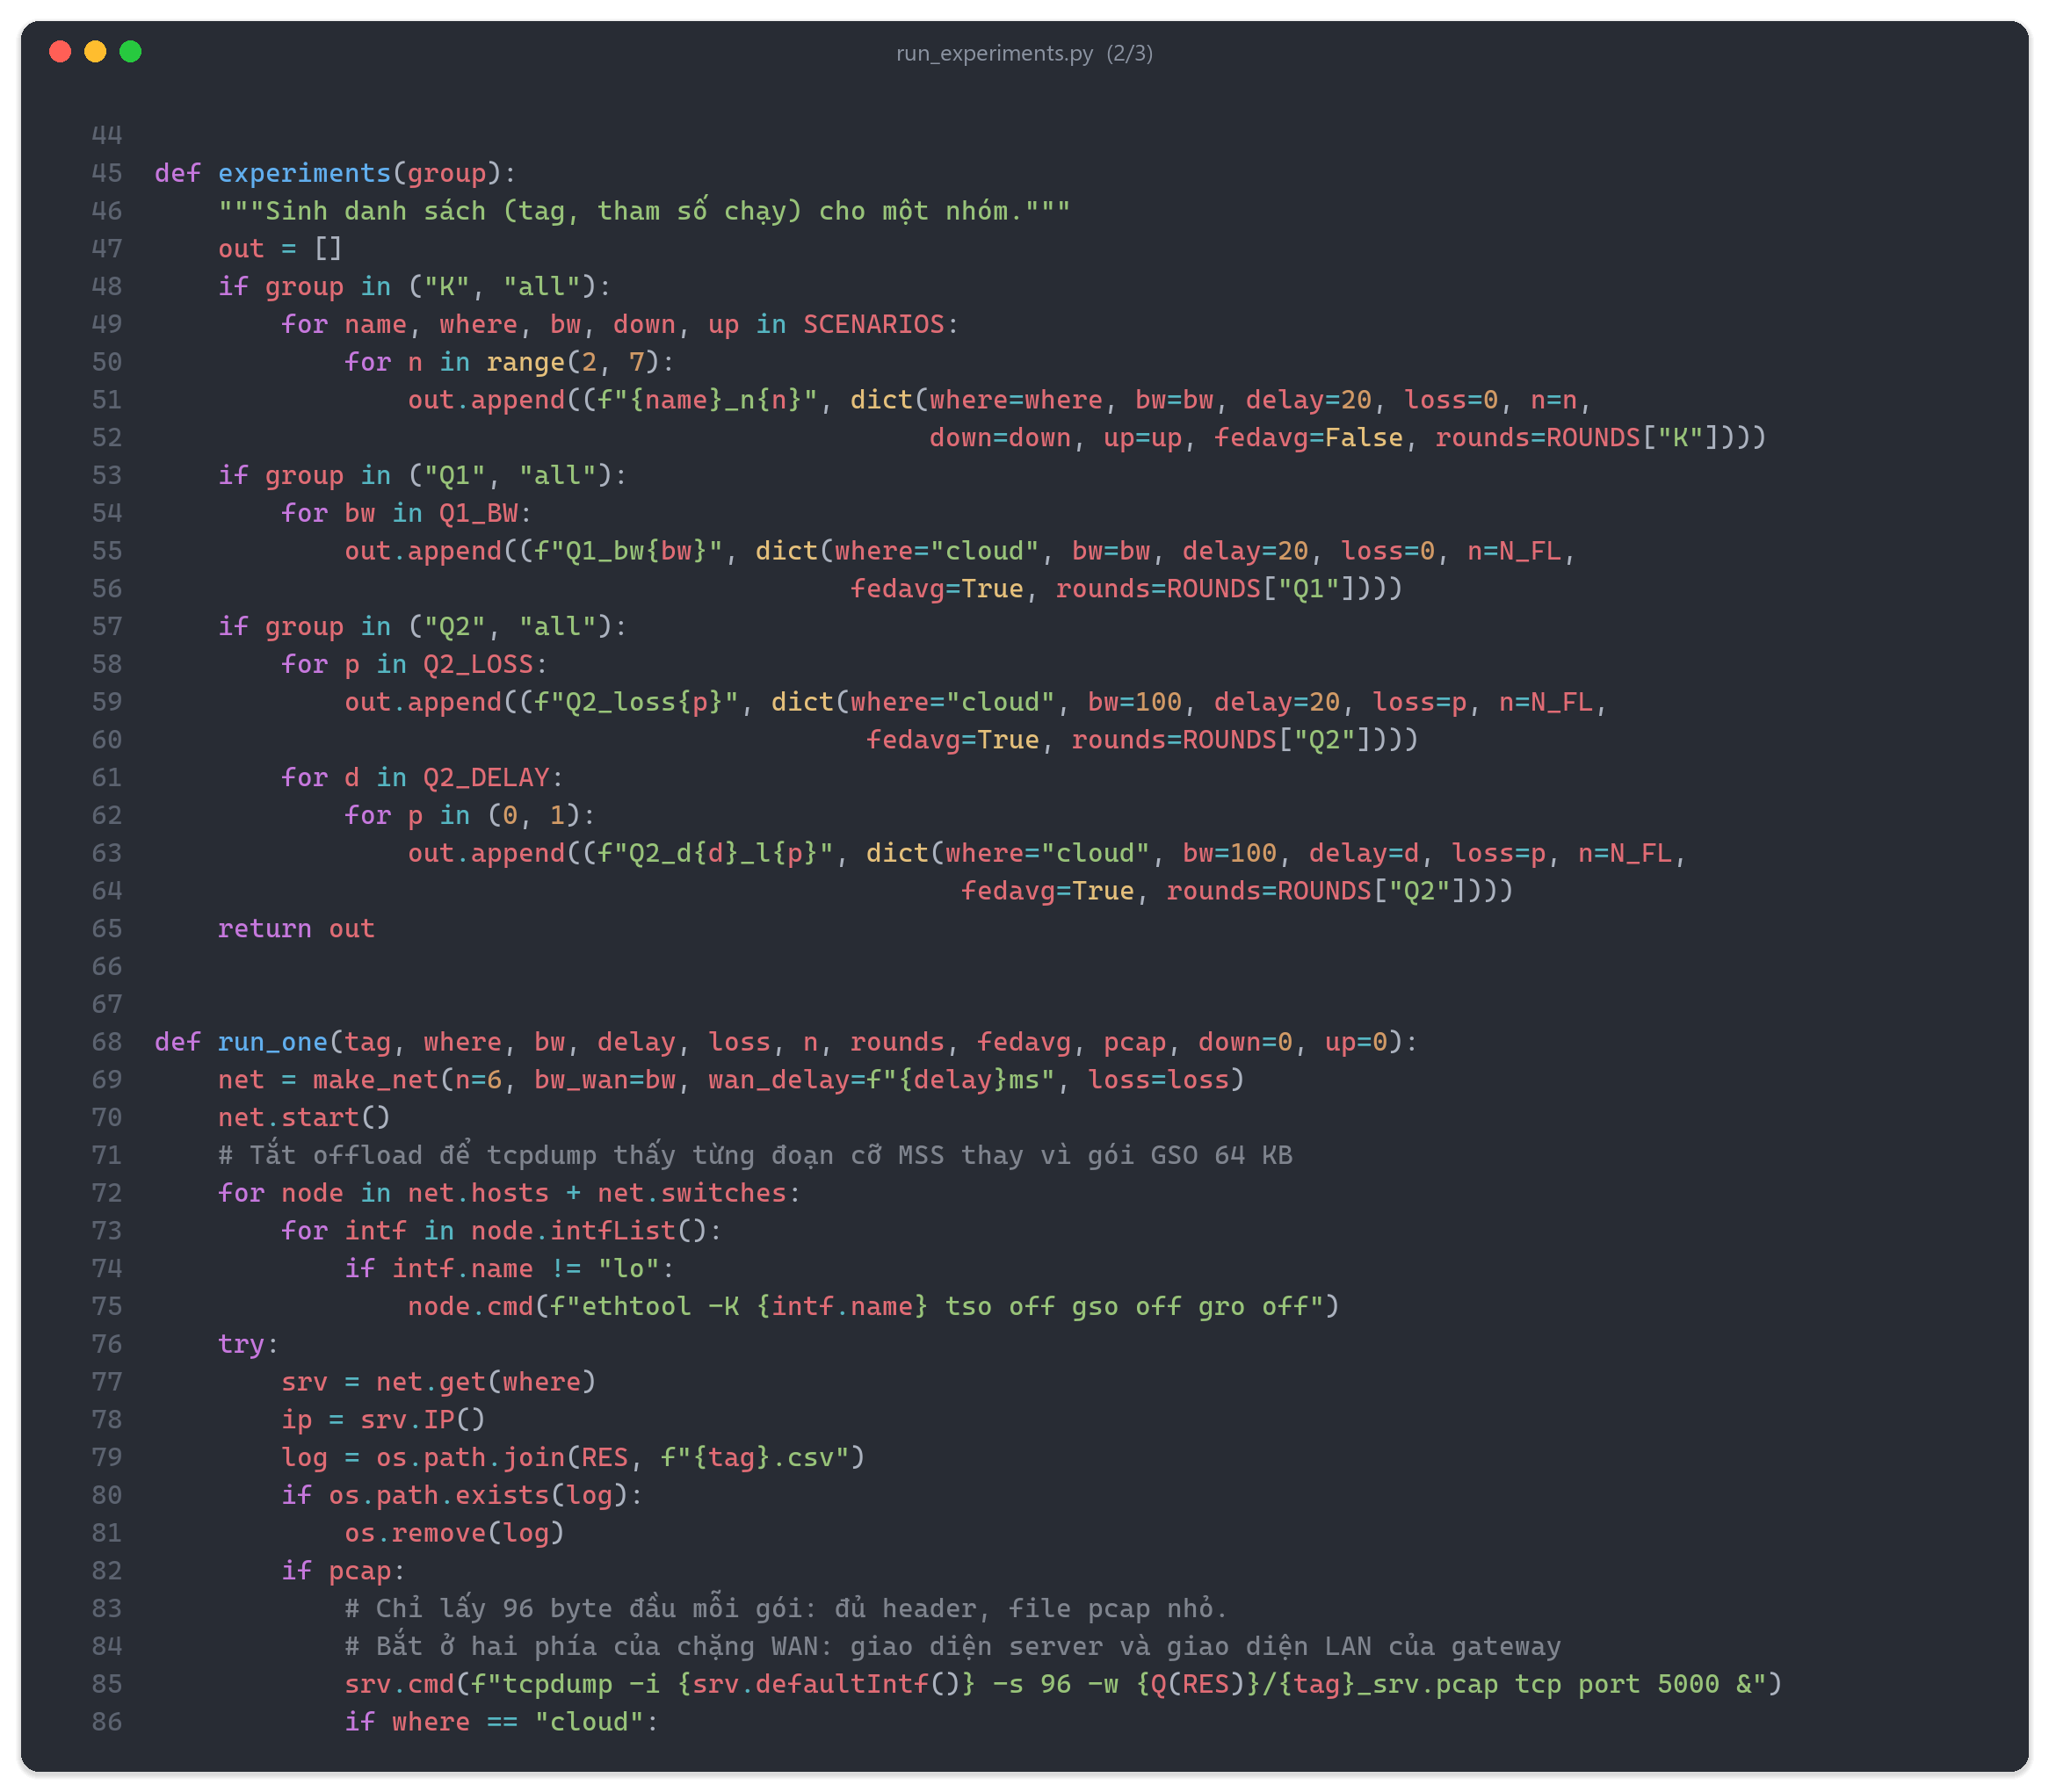 run_experiments.py (2/3)
44
45 def experiments(group):
46     """Sinh danh sách (tag, tham số chạy) cho một nhóm."""
47     out = []
48     if group in ("K", "all"):
49         for name, where, bw, down, up in SCENARIOS:
50             for n in range(2, 7):
51                 out.append((f"{name}_n{n}", dict(where=where, bw=bw, delay=20, loss=0, n=n,
52                                                  down=down, up=up, fedavg=False, rounds=ROUNDS["K"])))
53     if group in ("Q1", "all"):
54         for bw in Q1_BW:
55             out.append((f"Q1_bw{bw}", dict(where="cloud", bw=bw, delay=20, loss=0, n=N_FL,
56                                            fedavg=True, rounds=ROUNDS["Q1"])))
57     if group in ("Q2", "all"):
58         for p in Q2_LOSS:
59             out.append((f"Q2_loss{p}", dict(where="cloud", bw=100, delay=20, loss=p, n=N_FL,
60                                             fedavg=True, rounds=ROUNDS["Q2"])))
61         for d in Q2_DELAY:
62             for p in (0, 1):
63                 out.append((f"Q2_d{d}_l{p}", dict(where="cloud", bw=100, delay=d, loss=p, n=N_FL,
64                                                   fedavg=True, rounds=ROUNDS["Q2"])))
65     return out
66
67
68 def run_one(tag, where, bw, delay, loss, n, rounds, fedavg, pcap, down=0, up=0):
69     net = make_net(n=6, bw_wan=bw, wan_delay=f"{delay}ms", loss=loss)
70     net.start()
71     # Tắt offload để tcpdump thấy từng đoạn cỡ MSS thay vì gói GSO 64 KB
72     for node in net.hosts + net.switches:
73         for intf in node.intfList():
74             if intf.name != "lo":
75                 node.cmd(f"ethtool -K {intf.name} tso off gso off gro off")
76     try:
77         srv = net.get(where)
78         ip = srv.IP()
79         log = os.path.join(RES, f"{tag}.csv")
80         if os.path.exists(log):
81             os.remove(log)
82         if pcap:
83             # Chỉ lấy 96 byte đầu mỗi gói: đủ header, file pcap nhỏ.
84             # Bắt ở hai phía của chặng WAN: giao diện server và giao diện LAN của gateway
85             srv.cmd(f"tcpdump -i {srv.defaultIntf()} -s 96 -w {Q(RES)}/{tag}_srv.pcap tcp port 5000 &")
86             if where == "cloud":